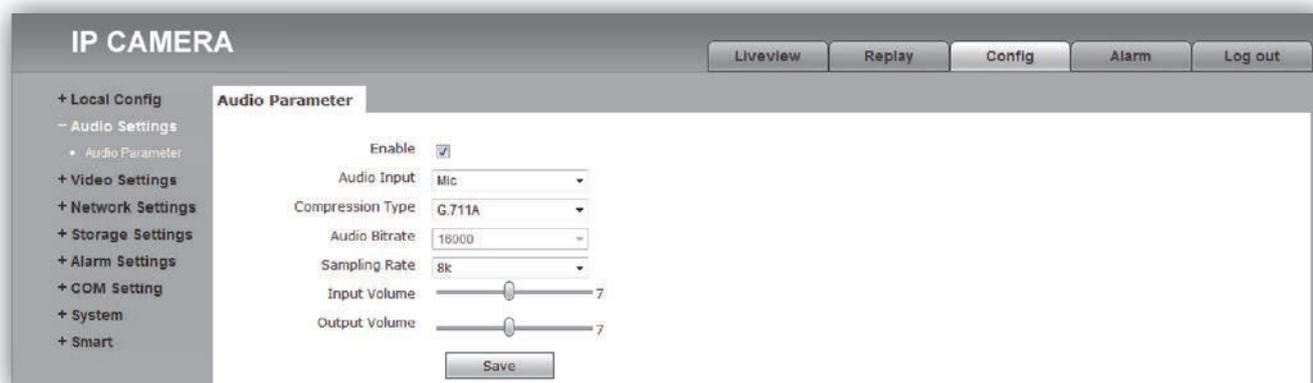 IP CAMERA
Liveview Replay Config Alarm Log out
+ Local Config
− Audio Settings
• Audio Parameter
+ Video Settings
+ Network Settings
+ Storage Settings
+ Alarm Settings
+ COM Setting
+ System
+ Smart
Audio Parameter
Enable
Audio Input Mic
Compression Type G.711A
Audio Bitrate 16000
Sampling Rate 8k
Input Volume 7
Output Volume 7
Save